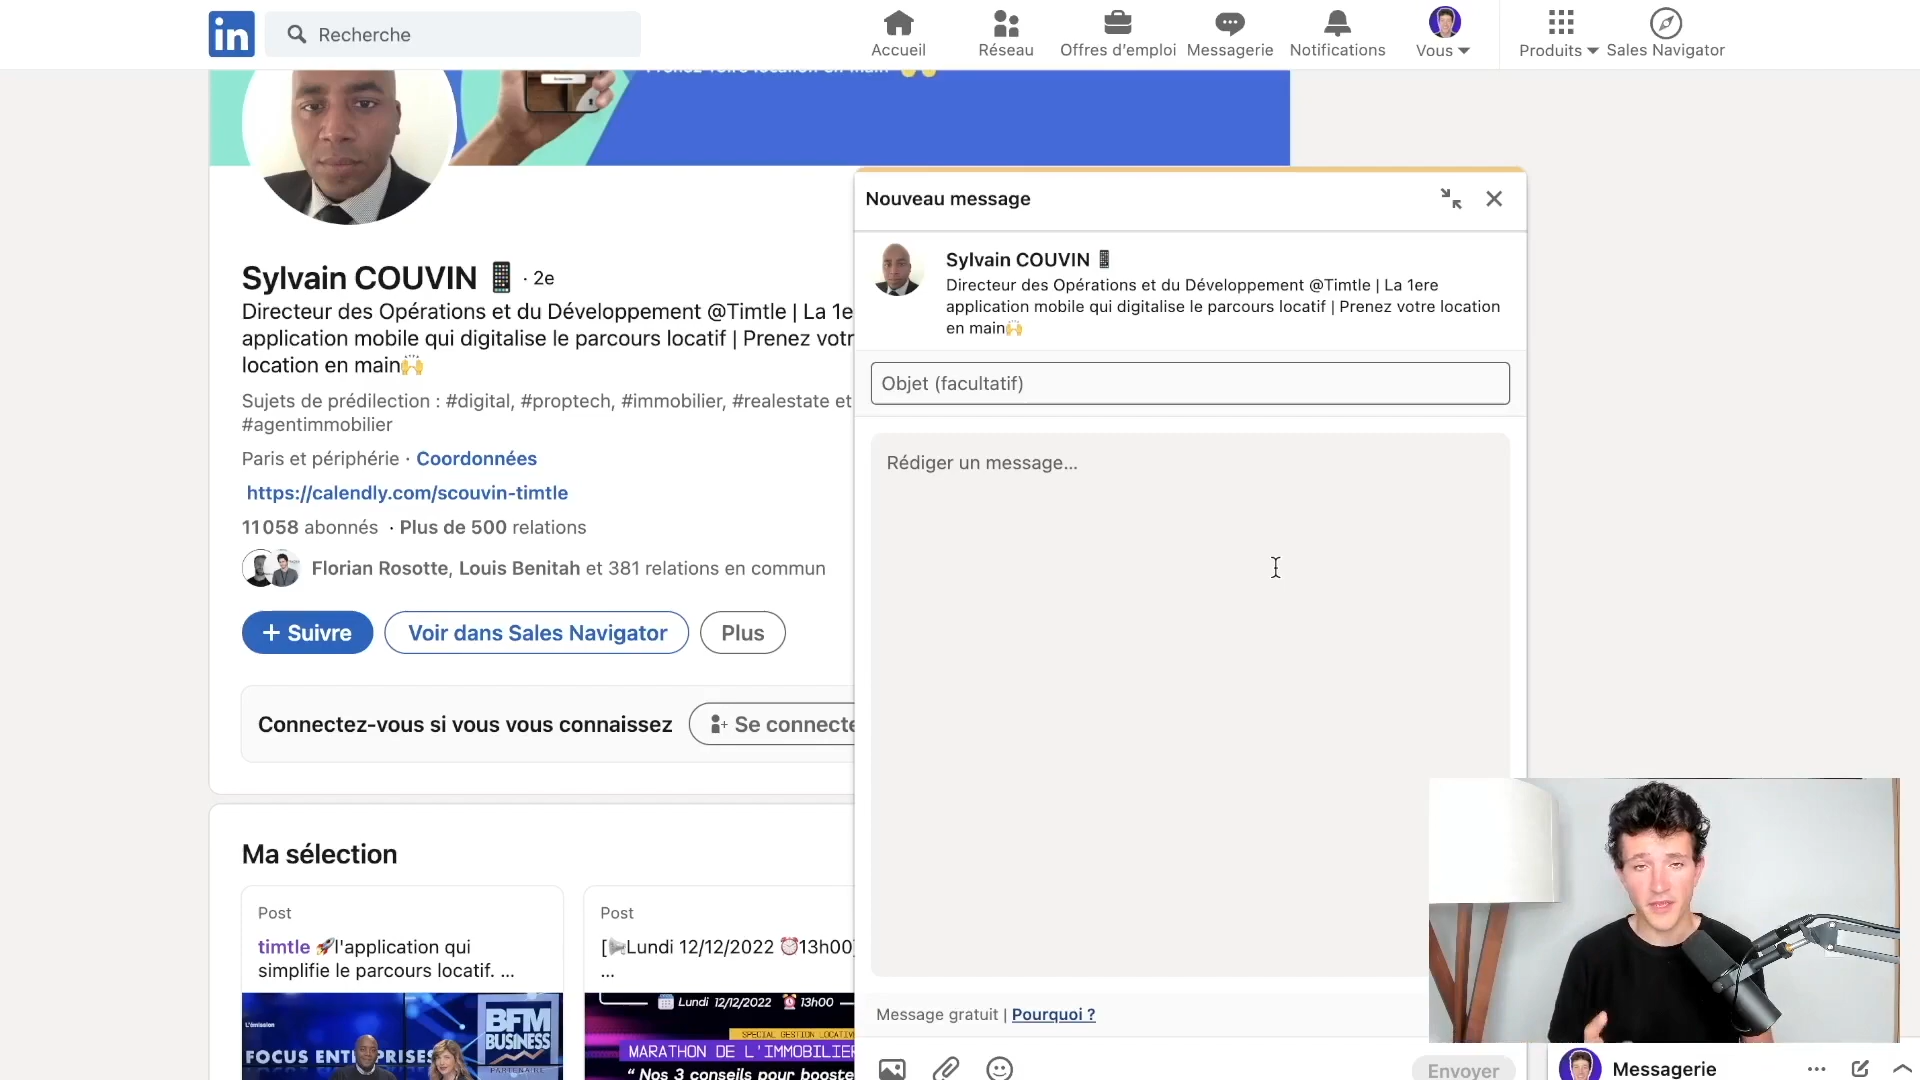 in
Recherche
Accueil
Réseau
Offres d'emploi
Messagerie
Notifications
Vous
Produits
Sales Navigator
Sylvain COUVIN · 2e
Directeur des Opérations et du Développement @Timtle | La 1e
application mobile qui digitalise le parcours locatif | Prenez votr
location en main🙌
Sujets de prédilection : #digital, #proptech, #immobilier, #realestate et
#agentimmobilier
Paris et périphérie · Coordonnées
https://calendly.com/scouvin-timtle
11 058 abonnés · Plus de 500 relations
Florian Rosotte, Louis Benitah et 381 relations en commun
+ Suivre
Voir dans Sales Navigator
Plus
Connectez-vous si vous vous connaissez
Se connecte
Ma sélection
Post
timtle 🚀l'application qui
simplifie le parcours locatif. ...
L'émission
FOCUS ENTREPRISES
BFM
BUSINESS
PARTENAIRE
Post
[📢Lundi 12/12/2022 ⏰13h00]
...
Lundi 12/12/2022 ⏰ 13h00
SPECIAL GESTION LOCATIV
MARATHON DE L'IMMOBILIER
“ Nos 3 conseils pour booste
Nouveau message
Sylvain COUVIN
Directeur des Opérations et du Développement @Timtle | La 1ere
application mobile qui digitalise le parcours locatif | Prenez votre location
en main🙌
Objet (facultatif)
Rédiger un message...
Message gratuit | Pourquoi ?
Envoyer
Messagerie